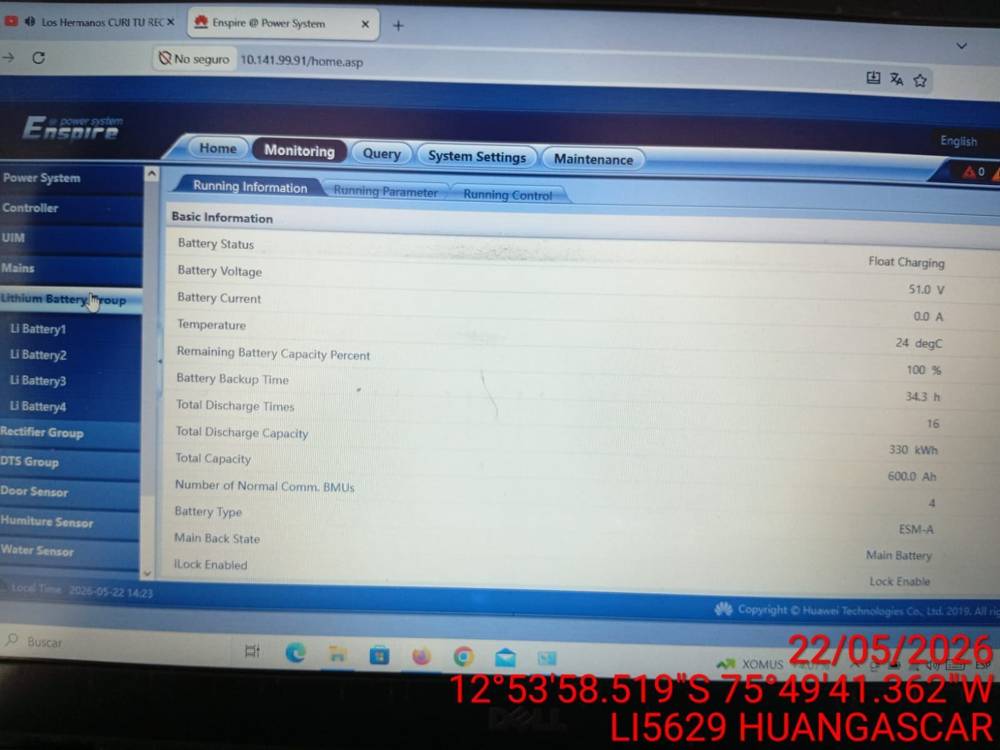 Los Hermanos CURI TU REC
Enspire @ Power System
No seguro 10.141.99.91/home.asp
@ power system
Enspire
English
Home Monitoring Query System Settings Maintenance
0
Power System
Controller
UIM
Mains
Lithium Battery Group
Li Battery1
Li Battery2
Li Battery3
Li Battery4
Rectifier Group
DTS Group
Door Sensor
Humiture Sensor
Water Sensor
Running Information Running Parameter Running Control
Basic Information
Battery Status Float Charging
Battery Voltage 51.0 V
Battery Current 0.0 A
Temperature 24 degC
Remaining Battery Capacity Percent 100 %
Battery Backup Time 34.3 h
Total Discharge Times 16
Total Discharge Capacity 330 kWh
Total Capacity 600.0 Ah
Number of Normal Comm. BMUs 4
Battery Type ESM-A
Main Back State Main Battery
iLock Enabled Lock Enable
Local Time 2026-05-22 14:23
Copyright © Huawei Technologies Co., Ltd. 2019. All rig
Buscar
XOMUS +4.07% ESP
22/05/2026
12°53'58.519"S 75°49'41.362"W
DELL
LI5629 HUANGASCAR